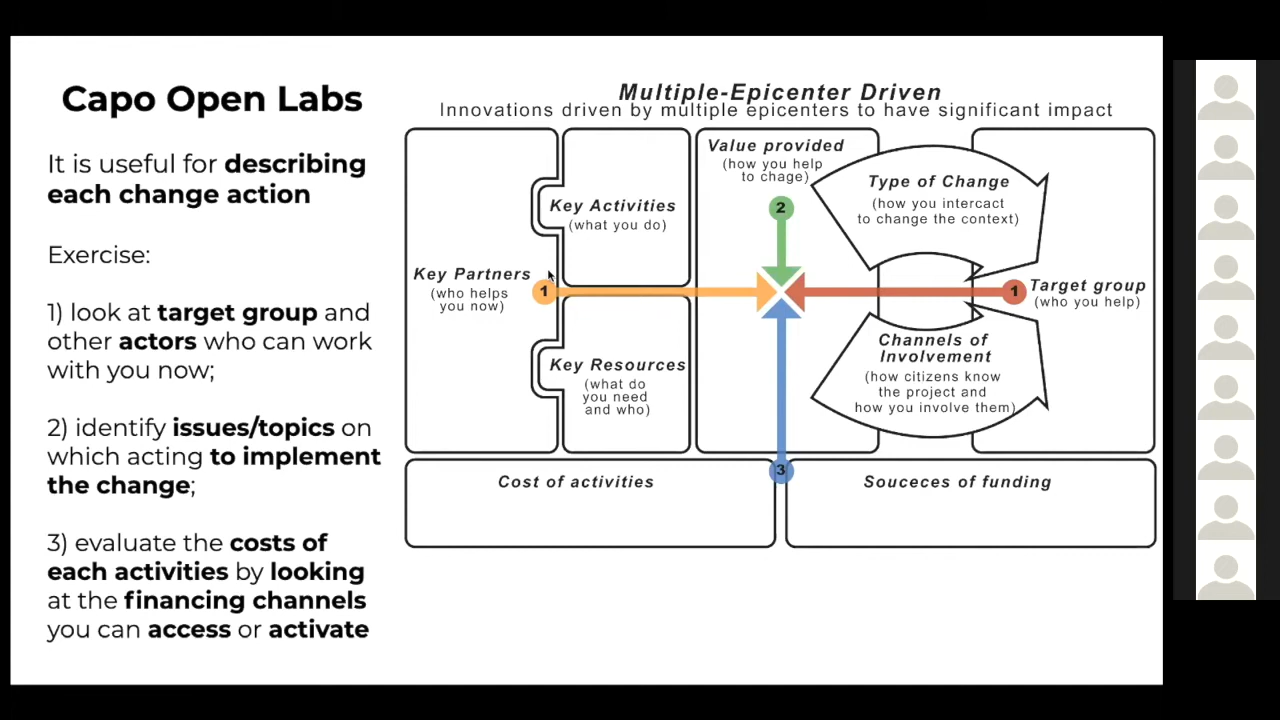 Capo Open Labs
It is useful for describing
each change action
Exercise:
1) look at target group and
other actors who can work
with you now;
2) identify issues/topics on
which acting to implement
the change;
3) evaluate the costs of
each activities by looking
at the financing channels
you can access or activate
Multiple-Epicenter Driven
Innovations driven by multiple epicenters to have significant impact
Key Partners
(who helps
you now)
1
Key Activities
(what you do)
Key Resources
(what do
you need
and who)
Value provided
(how you help
to chage)
2
Type of Change
(how you intercact
to change the context)
1
Target group
(who you help)
Channels of
Involvement
(how citizens know
the project and
how you involve them)
3
Cost of activities
Souceces of funding